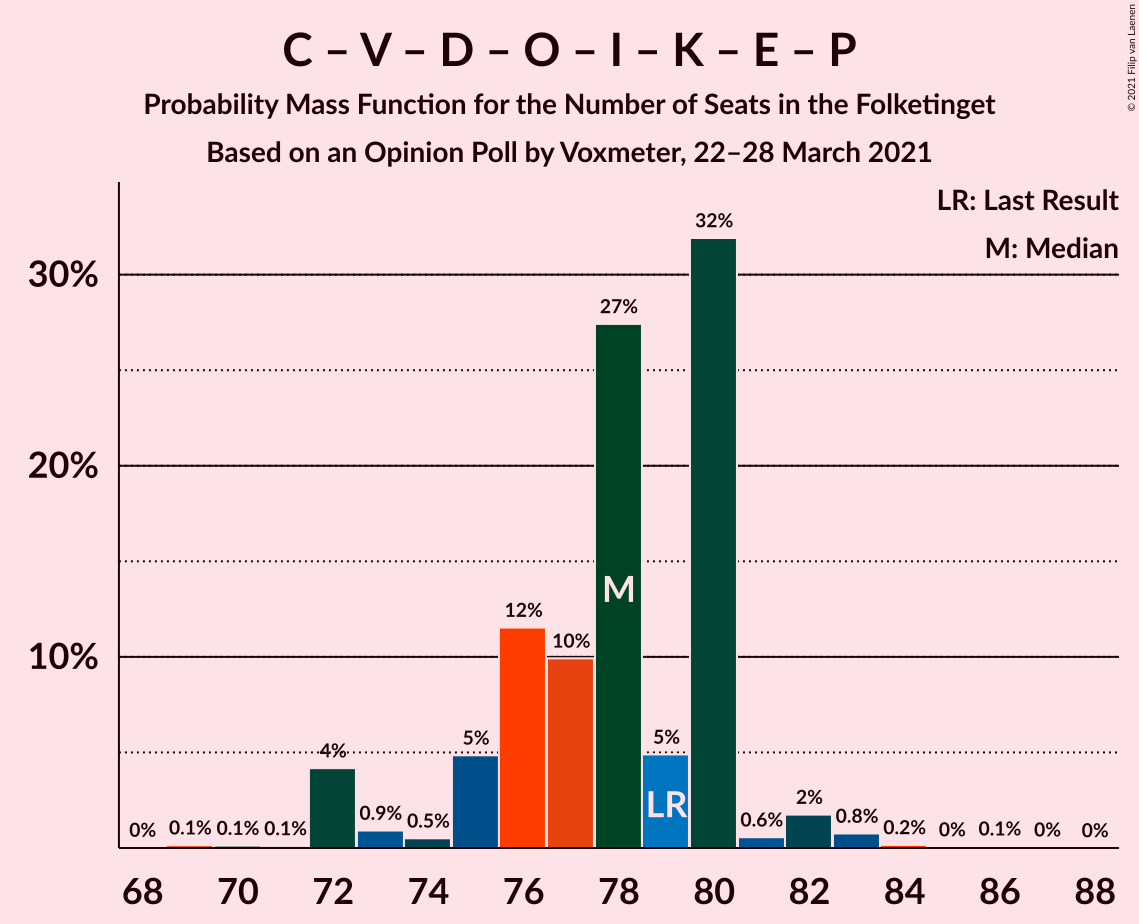 C – V – D – O – I – K – E – P
Probability Mass Function for the Number of Seats in the Folketinget
Based on an Opinion Poll by Voxmeter, 22–28 March 2021
© 2021 Filip van Laenen
LR: Last Result
M: Median
30%
20%
10%
0%
0.1%
0.1%
0.1%
4%
0.9%
0.5%
5%
12%
10%
27%
5%
32%
0.6%
2%
0.8%
0.2%
0%
0.1%
0%
0%
M
LR
68 70 72 74 76 78 80 82 84 86 88